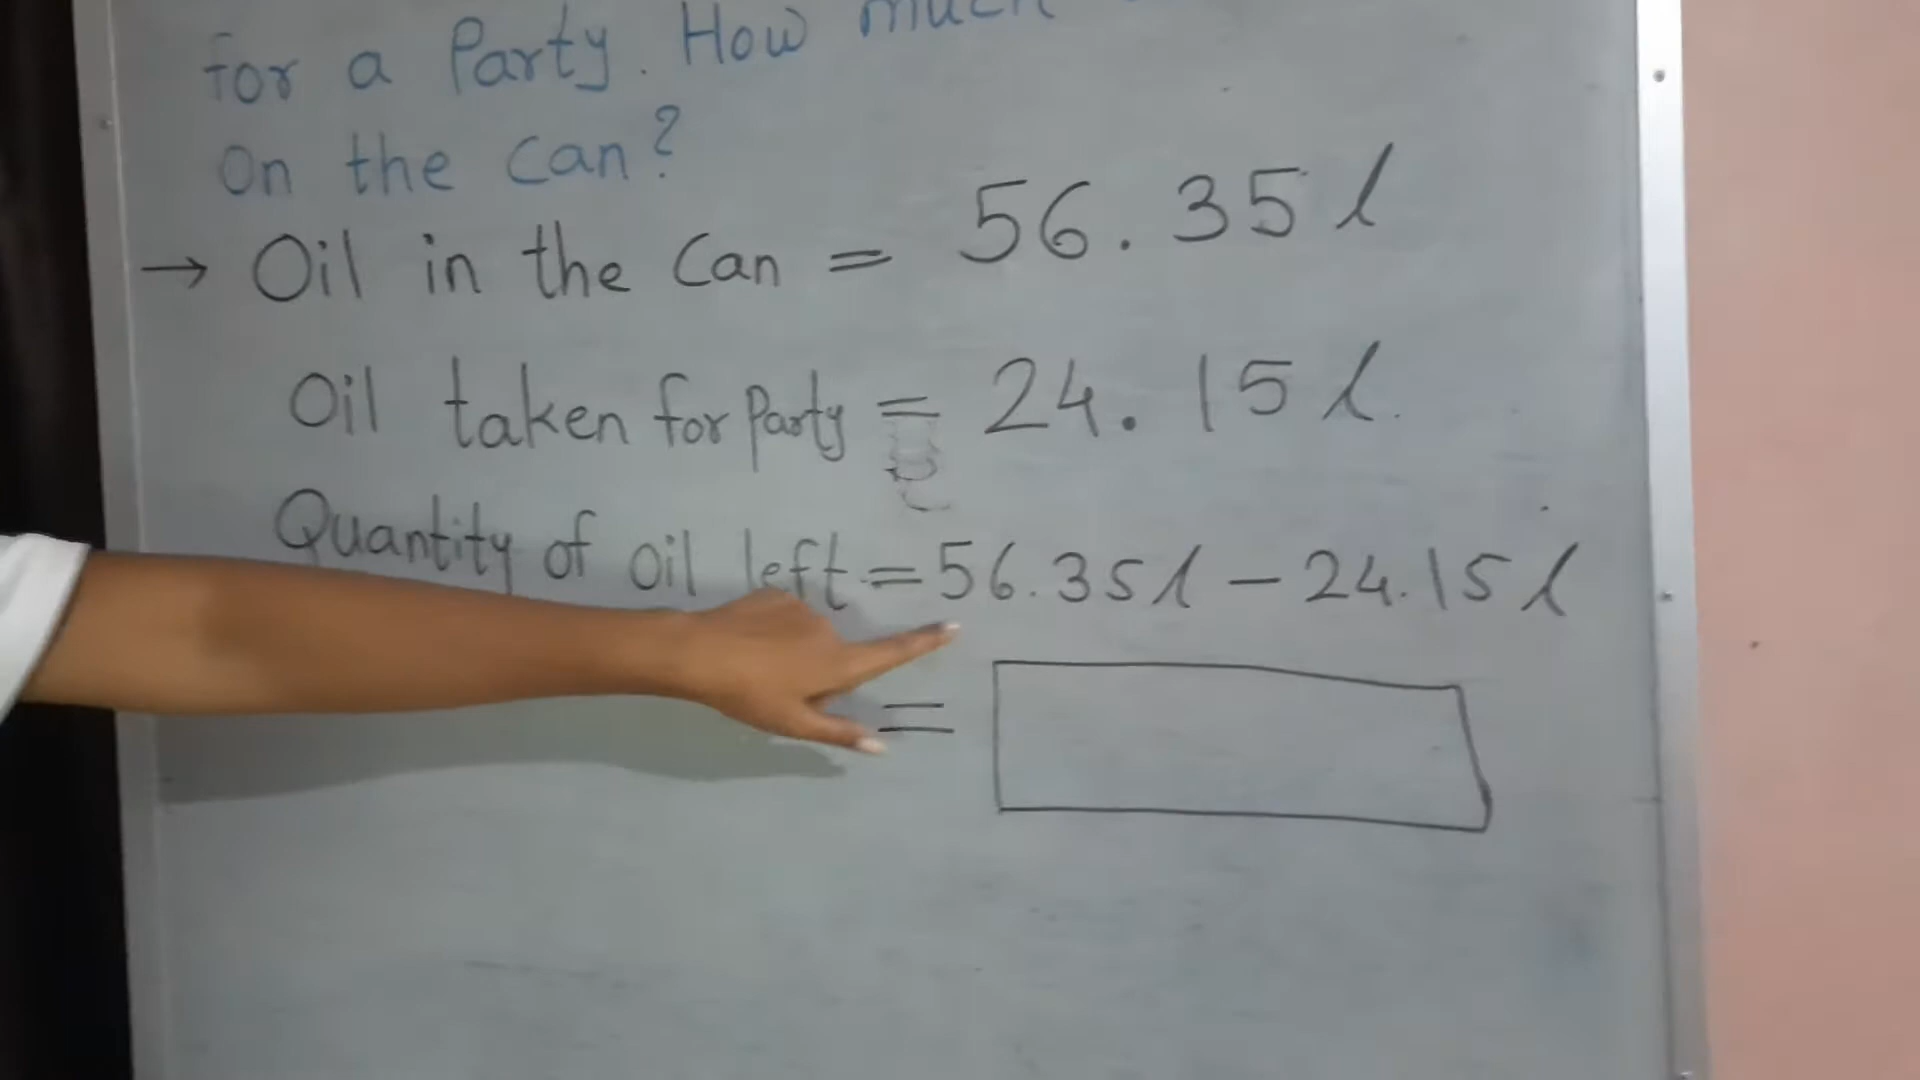 for a Party. How much
On the Can?
→ Oil in the Can = 56.35 l
Oil taken for Party = 24.15 l.
Quantity of oil left = 56.35 l - 24.15 l
=